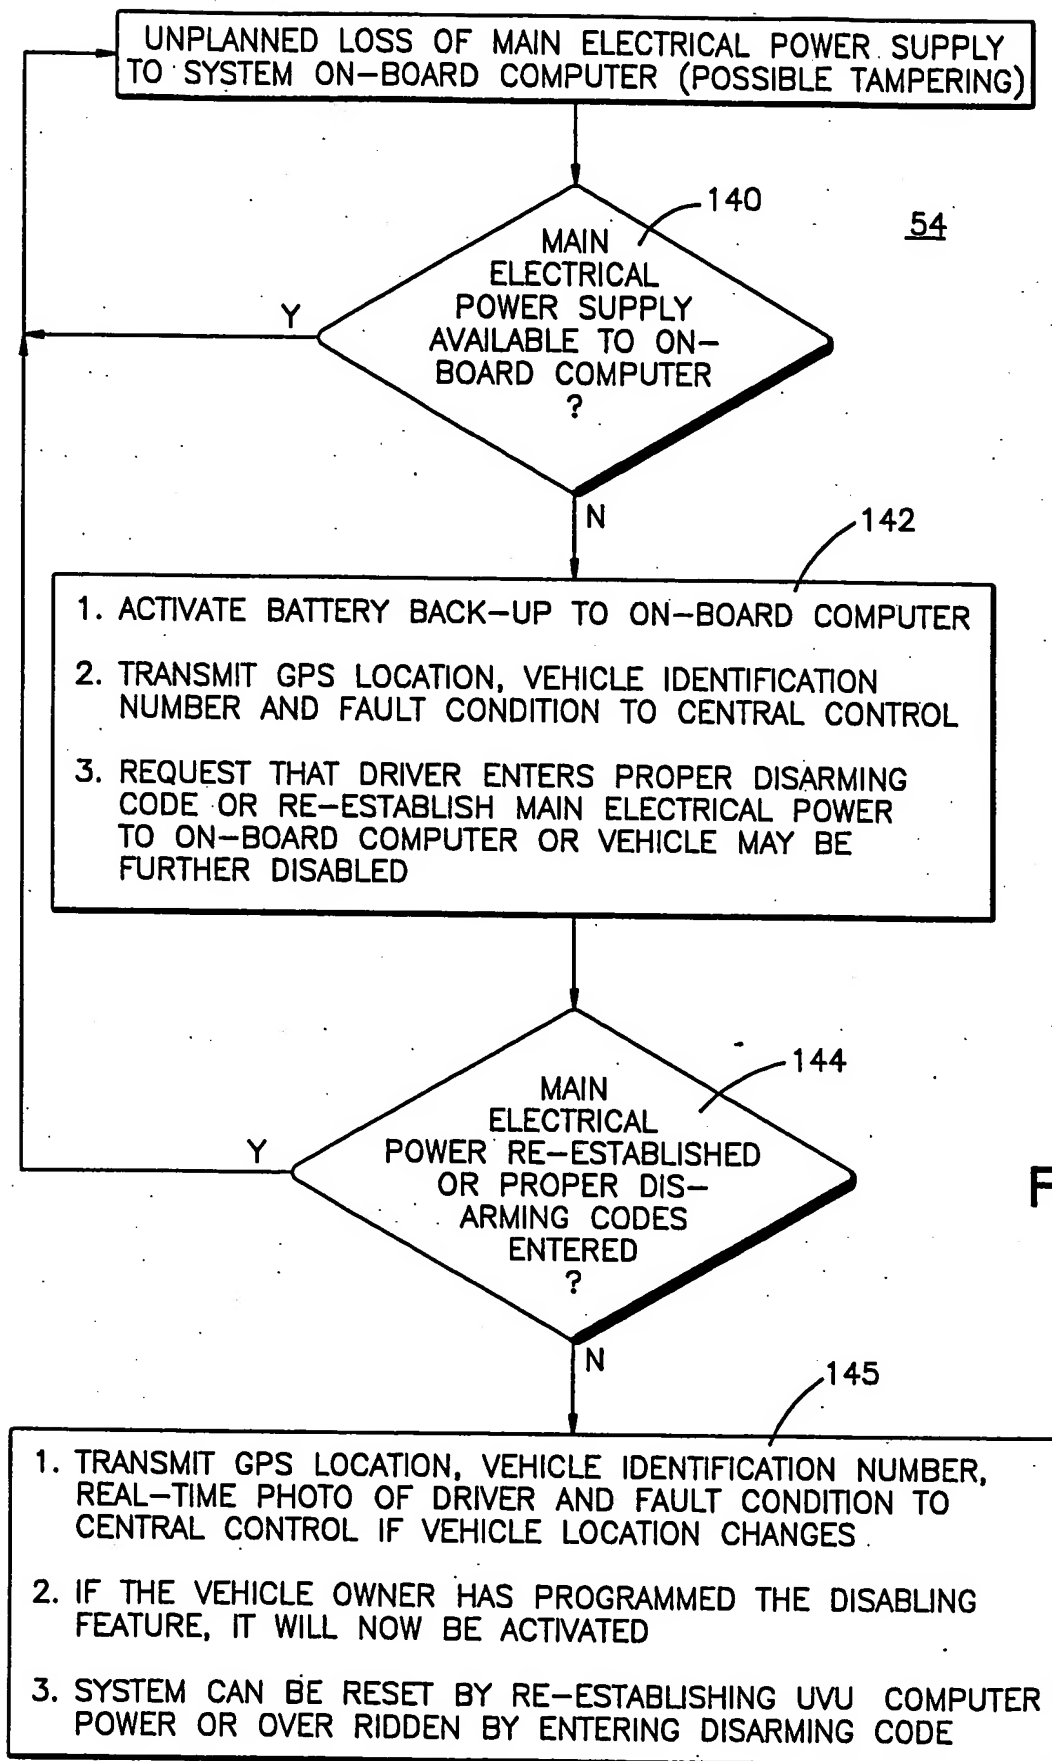 UNPLANNED LOSS OF MAIN ELECTRICAL POWER SUPPLY
TO SYSTEM ON-BOARD COMPUTER (POSSIBLE TAMPERING)
140
54
MAIN
ELECTRICAL
POWER SUPPLY
AVAILABLE TO ON-
BOARD COMPUTER
?
Y
N
142
1. ACTIVATE BATTERY BACK-UP TO ON-BOARD COMPUTER
2. TRANSMIT GPS LOCATION, VEHICLE IDENTIFICATION
NUMBER AND FAULT CONDITION TO CENTRAL CONTROL
3. REQUEST THAT DRIVER ENTERS PROPER DISARMING
CODE OR RE-ESTABLISH MAIN ELECTRICAL POWER
TO ON-BOARD COMPUTER OR VEHICLE MAY BE
FURTHER DISABLED
144
MAIN
ELECTRICAL
POWER RE-ESTABLISHED
OR PROPER DIS-
ARMING CODES
ENTERED
?
Y
N
F
145
1. TRANSMIT GPS LOCATION, VEHICLE IDENTIFICATION NUMBER,
REAL-TIME PHOTO OF DRIVER AND FAULT CONDITION TO
CENTRAL CONTROL IF VEHICLE LOCATION CHANGES
2. IF THE VEHICLE OWNER HAS PROGRAMMED THE DISABLING
FEATURE, IT WILL NOW BE ACTIVATED
3. SYSTEM CAN BE RESET BY RE-ESTABLISHING UVU COMPUTER
POWER OR OVER RIDDEN BY ENTERING DISARMING CODE